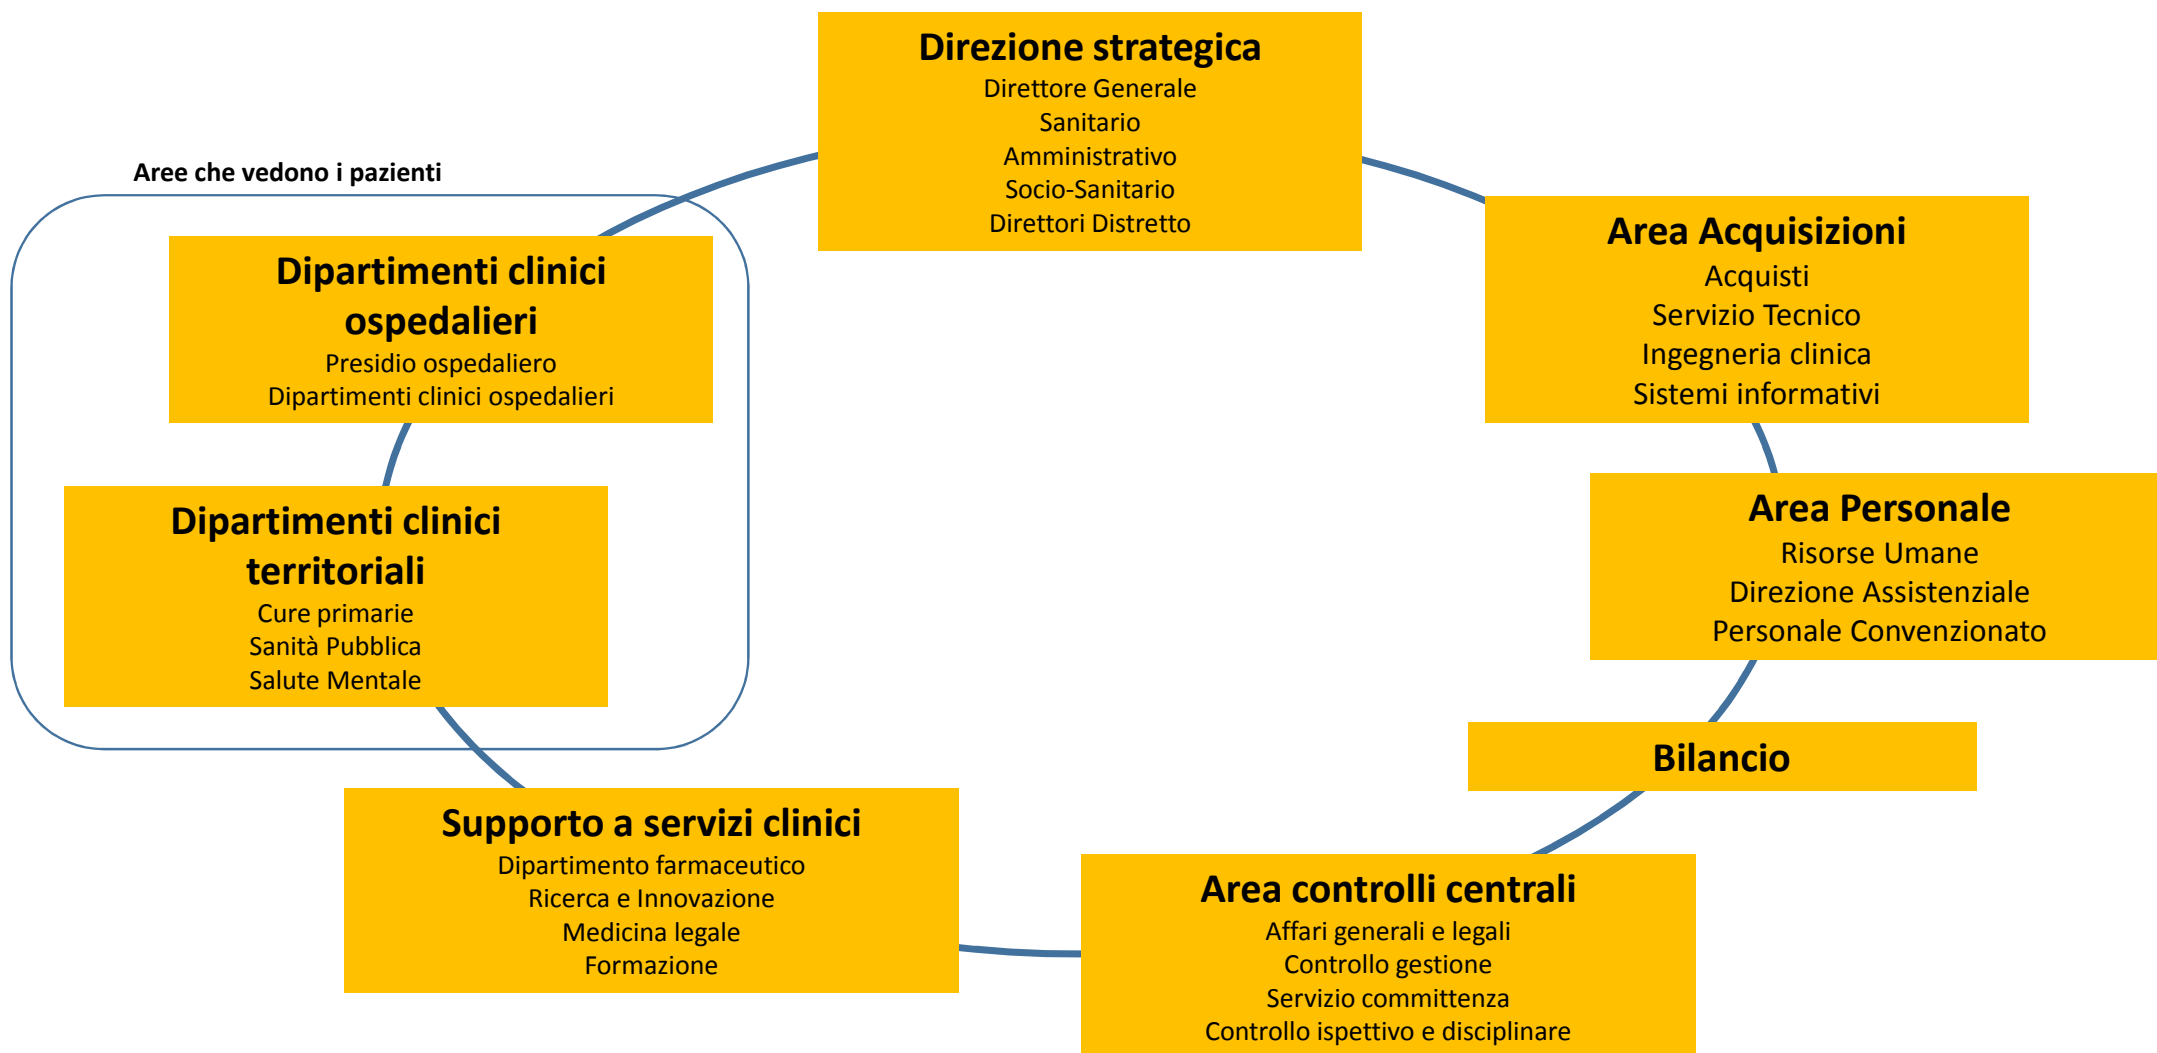 Direzione strategica
Direttore Generale
Sanitario
Amministrativo
Socio-Sanitario
Direttori Distretto
Aree che vedono i pazienti
Dipartimenti clinici
ospedalieri
Presidio ospedaliero
Dipartimenti clinici ospedalieri
Dipartimenti clinici
territoriali
Cure primarie
Sanità Pubblica
Salute Mentale
Supporto a servizi clinici
Dipartimento farmaceutico
Ricerca e Innovazione
Medicina legale
Formazione
Area Acquisizioni
Acquisti
Servizio Tecnico
Ingegneria clinica
Sistemi informativi
Area Personale
Risorse Umane
Direzione Assistenziale
Personale Convenzionato
Bilancio
Area controlli centrali
Affari generali e legali
Controllo gestione
Servizio committenza
Controllo ispettivo e disciplinare